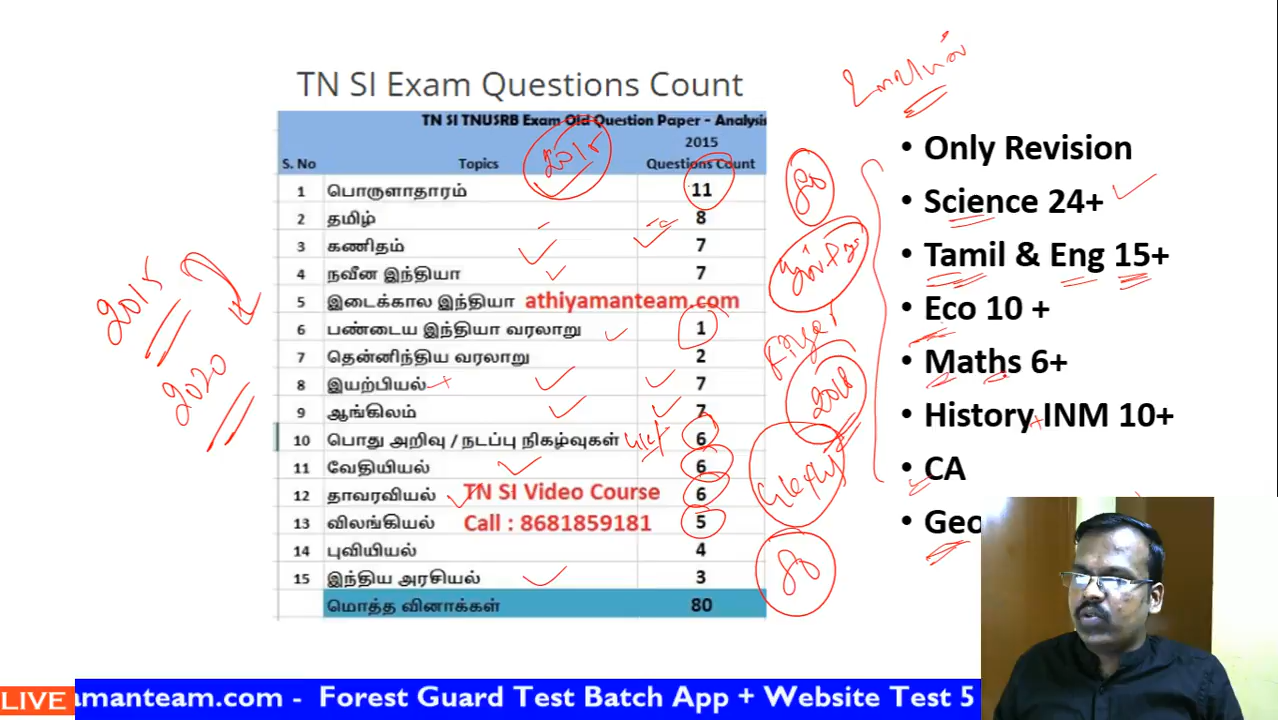 TN SI Exam Questions Count
TN SI TNUSRB Exam Old Question Paper - Analysis
S. No Topics 2015 Questions Count
2015
1 பொருளாதாரம் 11
2 தமிழ் 8
3 கணிதம் 7
4 நவீன இந்தியா 7
5 இடைக்கால இந்தியா athiyamanteam.com
6 பண்டைய இந்தியா வரலாறு 1
7 தென்னிந்திய வரலாறு 2
8 இயற்பியல் 7
9 ஆங்கிலம் 7
10 பொது அறிவு / நடப்பு நிகழ்வுகள் 6
11 வேதியியல் 6
12 தாவரவியல் 6
TN SI Video Course
13 விலங்கியல் 5
Call : 8681859181
14 புவியியல் 4
15 இந்திய அரசியல் 3
மொத்த வினாக்கள் 80
2015
2020
80
2018
80
• Only Revision
• Science 24+
• Tamil & Eng 15+
• Eco 10 +
• Maths 6+
• History INM 10+
• CA
• Geo
LIVE
amanteam.com - Forest Guard Test Batch App + Website Test 5